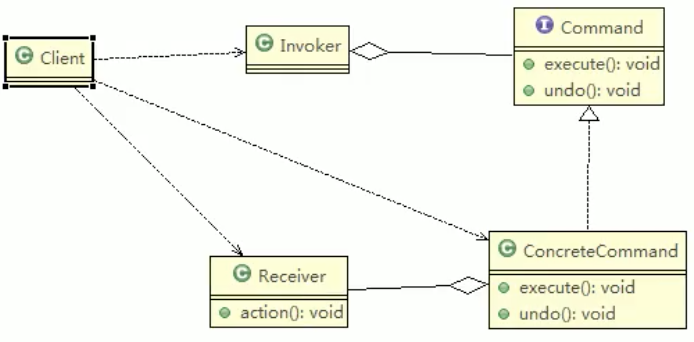 C Client
C Invoker
I Command
execute(): void
undo(): void
C Receiver
action(): void
C ConcreteCommand
execute(): void
undo(): void